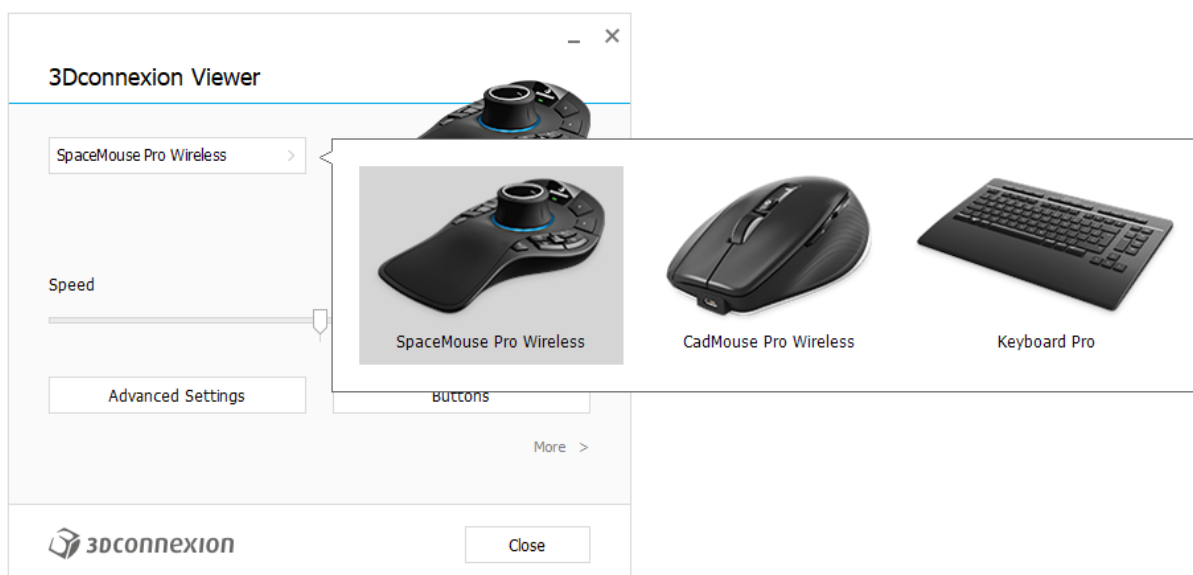 3Dconnexion Viewer
SpaceMouse Pro Wireless
SpaceMouse Pro Wireless
CadMouse Pro Wireless
Keyboard Pro
Speed
Advanced Settings
Buttons
More >
3Dconnexion
Close